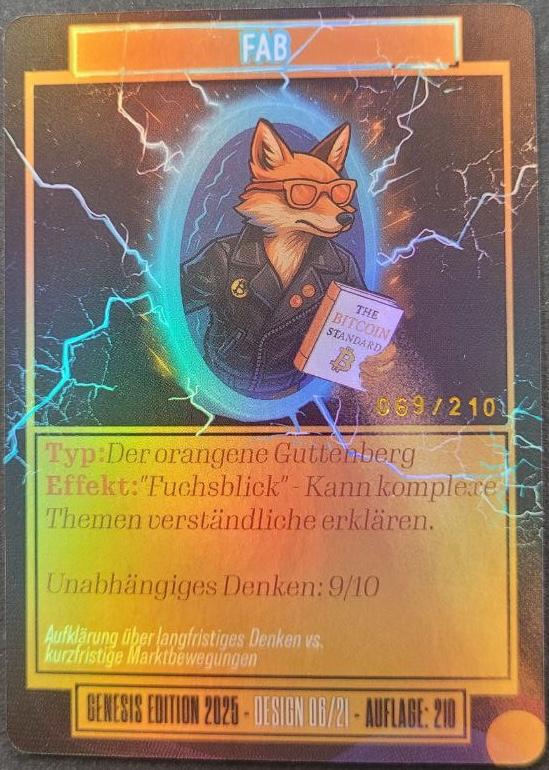 FAB
THE
BITCOIN
STANDARD
₿
069/210
Typ:Der orangene Guttenberg
Effekt:"Fuchsblick" - Kann komplexe
Themen verständliche erklären.
Unabhängiges Denken: 9/10
Aufklärung über langfristiges Denken vs.
kurzfristige Marktbewegungen
GENESIS EDITION 2025 - DESIGN 06/21 - AUFLAGE: 210